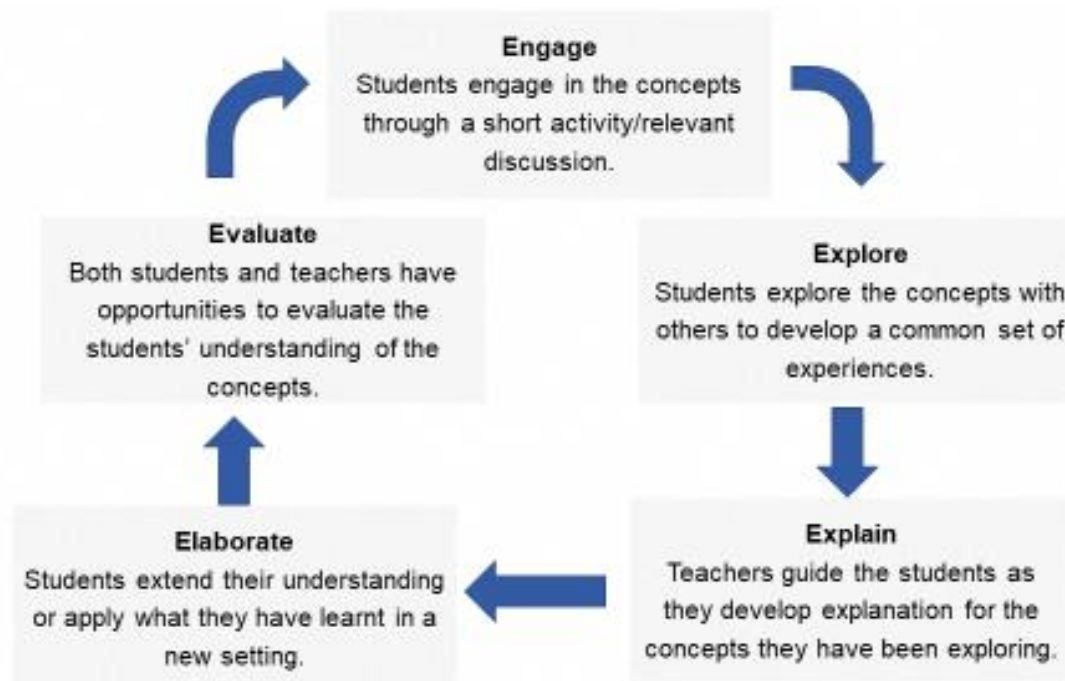 Engage
Students engage in the concepts
through a short activity/relevant
discussion.
Explore
Students explore the concepts with
others to develop a common set of
experiences.
Explain
Teachers guide the students as
they develop explanation for the
concepts they have been exploring.
Elaborate
Students extend their understanding
or apply what they have learnt in a
new setting.
Evaluate
Both students and teachers have
opportunities to evaluate the
students' understanding of the
concepts.